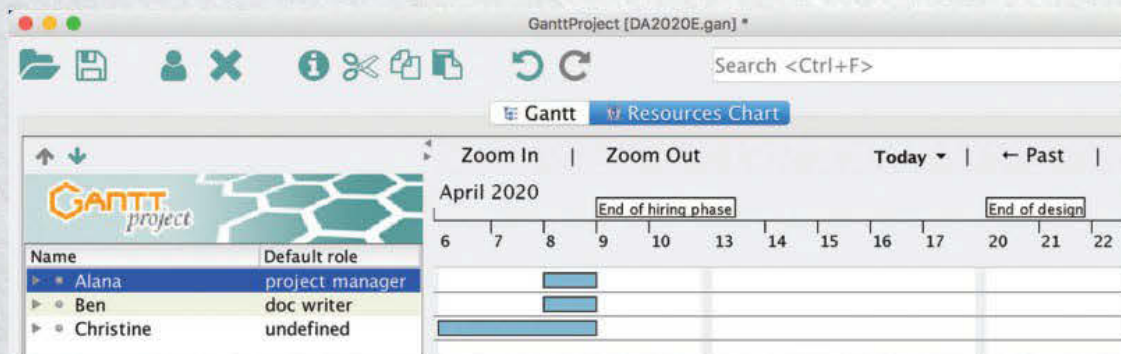 GanttProject [DA2020E.gan] *
Search <Ctrl+F>
Gantt Resources Chart
Zoom In | Zoom Out Today | ← Past |
GANTT
project
April 2020
End of hiring phase End of design
6 7 8 9 10 13 14 15 16 17 20 21 22
Name Default role
Alana project manager
Ben doc writer
Christine undefined